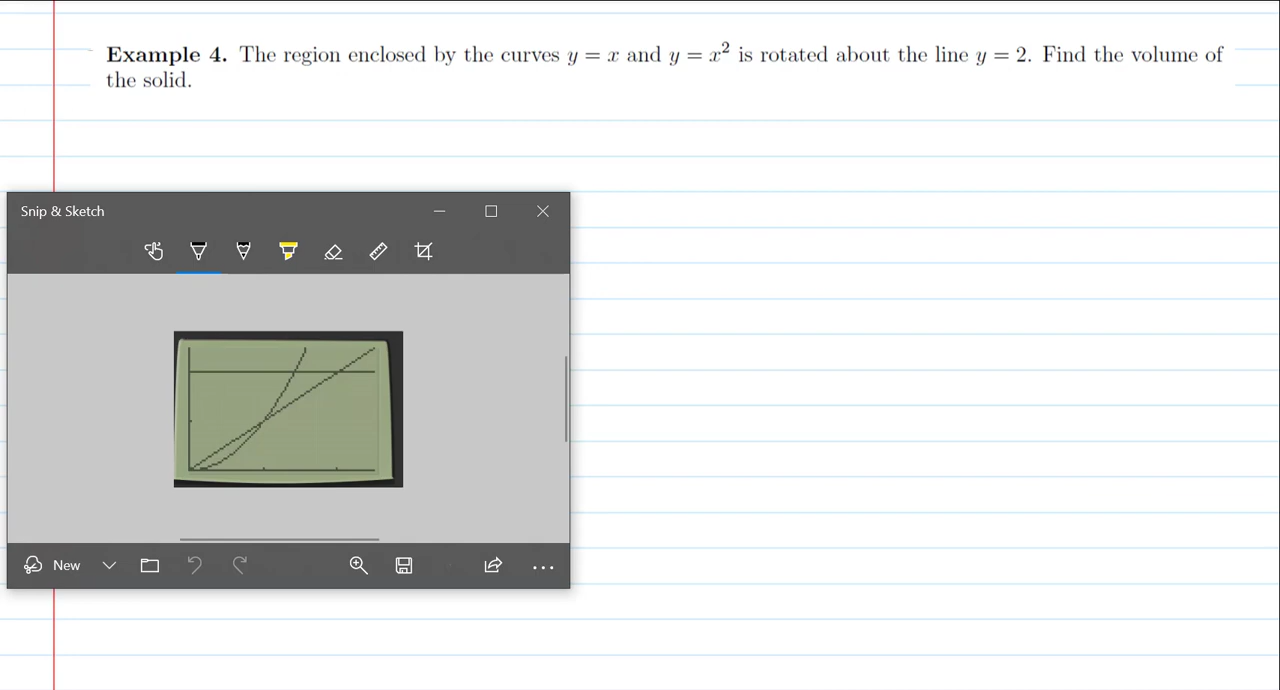 Example 4. The region enclosed by the curves y = x and y = x² is rotated about the line y = 2. Find the volume of
the solid.
Snip & Sketch
New